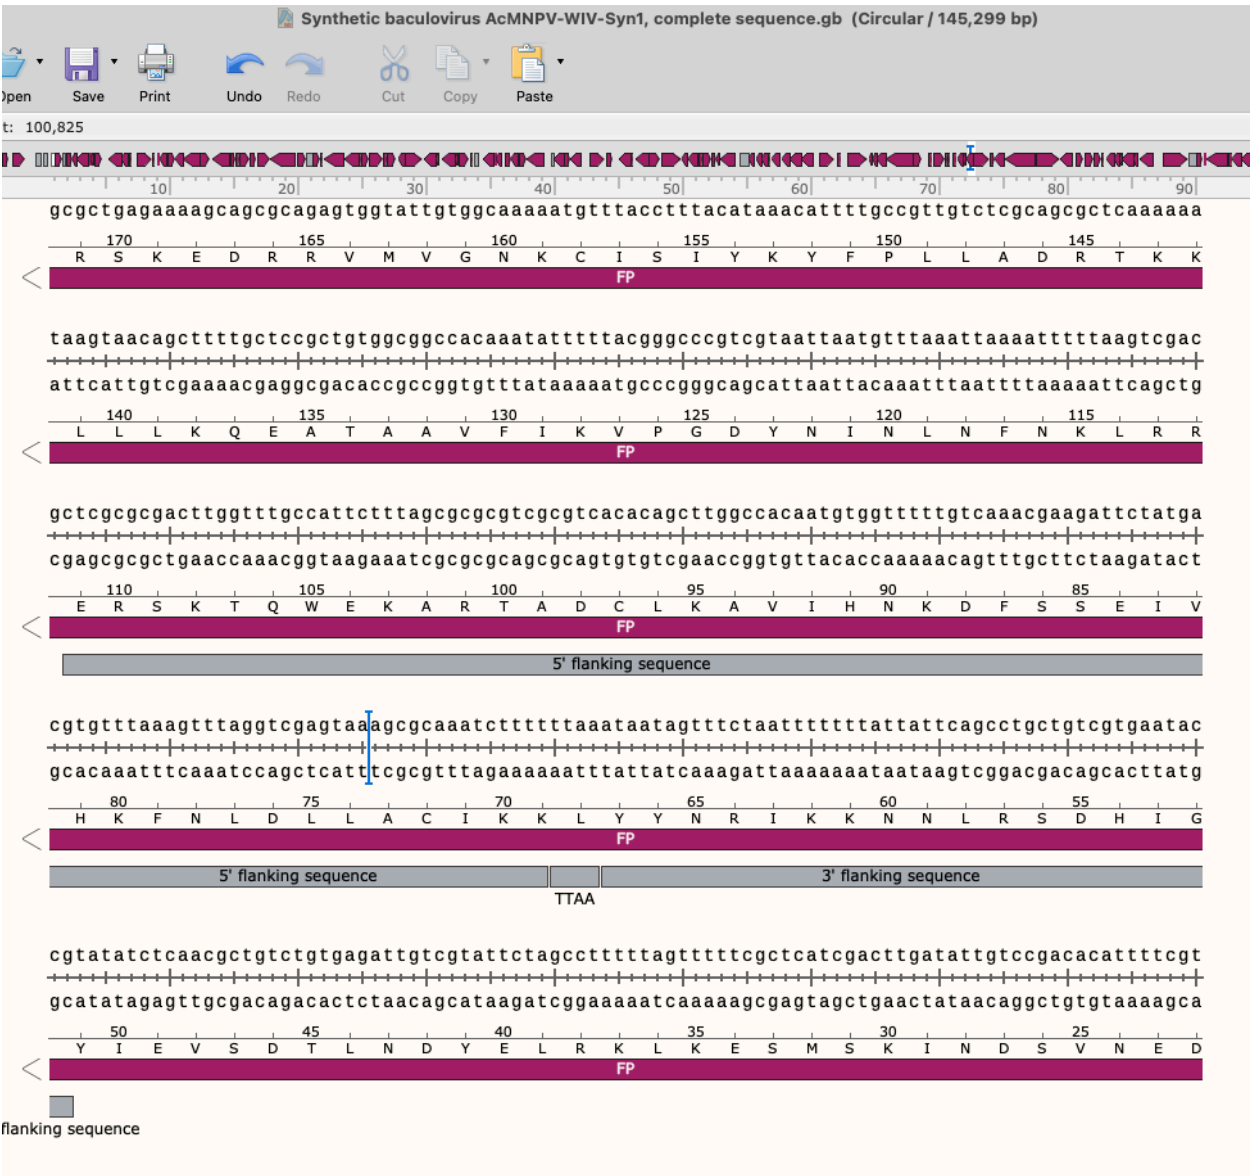 Synthetic baculovirus AcMNPV-WIV-Syn1, complete sequence.gb (Circular / 145,299 bp)
Open Save Print Undo Redo Cut Copy Paste
t: 100,825
10 20 30 40 50 60 70 80 90
gcgctgagaaaagcagcgcagagtggtattgtggcaaaaatgtttacctttacataaacattttgccgttgtctcgcagcgctcaaaaaa
170 165 160 155 150 145
R S K E D R R V M V G N K C I S I Y K Y F P L L A D R T K K
FP
taagtaacagcttttgctccgctgtggcggccacaaatatttttacgggcccgtcgtaattaatgtttaaattaaaatttttaagtcgac
attcattgtcgaaaacgaggcgacaccgccggtgtttataaaaatgcccgggcagcattaattacaaatttaattttaaaaattcagctg
140 135 130 125 120 115
L L L K Q E A T A A V F I K V P G D Y N I N L N F N K L R R
FP
gctcgcgcgacttggtttgccattctttagcgcgcgtcgcgtcacacagcttggccacaatgtggtttttgtcaaacgaagattctatga
cgagcgcgctgaaccaaacggtaagaaatcgcgcgcagcgcagtgtgtcgaaccggtgttacaccaaaaacagtttgcttctaagatact
110 105 100 95 90 85
E R S K T Q W E K A R T A D C L K A V I H N K D F S S E I V
FP
5' flanking sequence
cgtgtttaaagtttaggtcgagtaaagcgcaaatcttttttaaataatagtttctaatttttttattattcagcctgctgtcgtgaatac
gcacaaatttcaaatccagctcatttcgcgtttagaaaaaatttattatcaaagattaaaaaaataataagtcggacgacagcacttatg
80 75 70 65 60 55
H K F N L D L L A C I K K L Y Y N R I K K N N L R S D H I G
FP
5' flanking sequence 3' flanking sequence
TTAA
cgtatatctcaacgctgtctgtgagattgtcgtattctagcctttttagtttttcgctcatcgacttgatattgtccgacacattttcgt
gcatatagagttgcgacagacactctaacagcataagatcggaaaaatcaaaaagcgagtagctgaactataacaggctgtgtaaaagca
50 45 40 35 30 25
Y I E V S D T L N D Y E L R K L K E S M S K I N D S V N E D
FP
flanking sequence